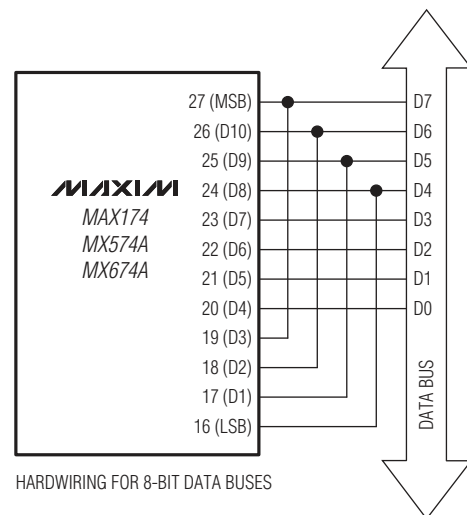 27 (MSB) D7
26 (D10) D6
25 (D9) D5
MAXIM 24 (D8) D4
MAX174 23 (D7) D3
MX574A 22 (D6) D2
MX674A 21 (D5) D1
20 (D4) D0
19 (D3)
18 (D2)
17 (D1)
16 (LSB)
DATA BUS
HARDWIRING FOR 8-BIT DATA BUSES